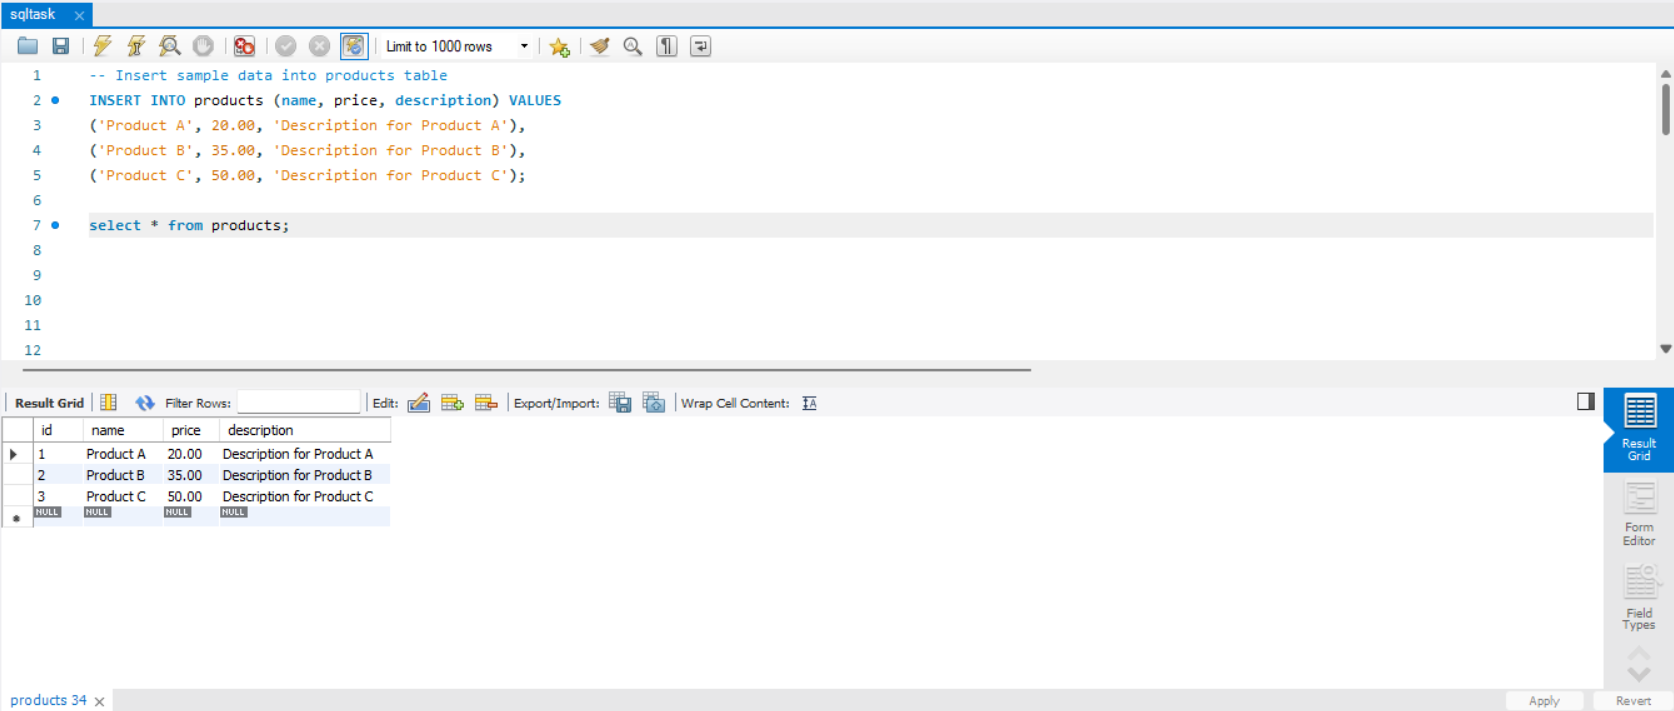 sqltask
Limit to 1000 rows
1 -- Insert sample data into products table
2 INSERT INTO products (name, price, description) VALUES
3 ('Product A', 20.00, 'Description for Product A'),
4 ('Product B', 35.00, 'Description for Product B'),
5 ('Product C', 50.00, 'Description for Product C');
6
7 select * from products;
8
9
10
11
12
Result Grid Filter Rows: Edit: Export/Import: Wrap Cell Content:
id name price description
1 Product A 20.00 Description for Product A
2 Product B 35.00 Description for Product B
3 Product C 50.00 Description for Product C
NULL NULL NULL NULL
Result
Grid
Form
Editor
Field
Types
products 34
Apply Revert